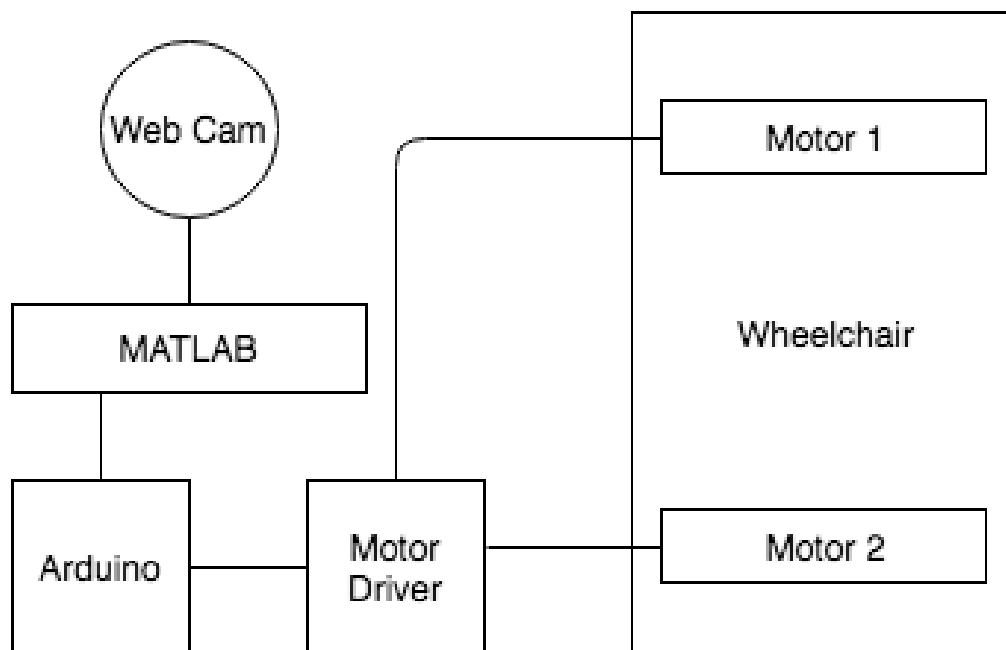 Web Cam
Motor 1
MATLAB
Wheelchair
Arduino
Motor
Driver
Motor 2